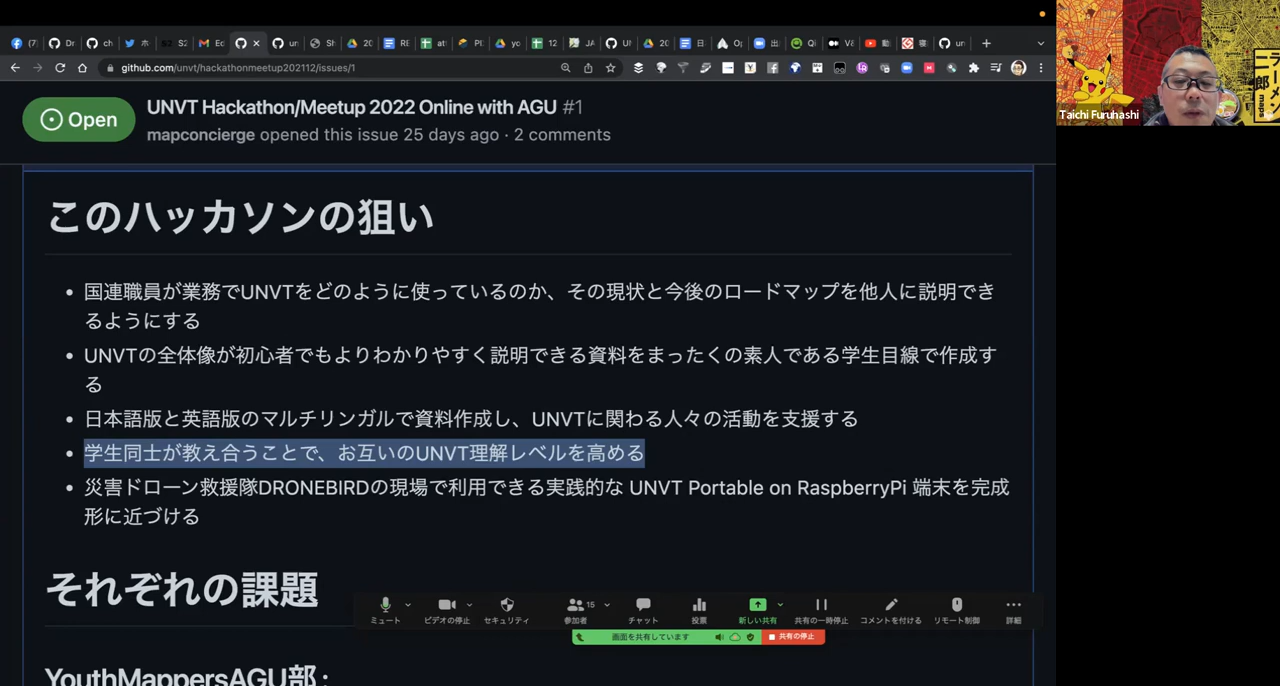 github.com/unvt/hackathonmeetup202112/issues/1
Taichi Furuhashi
Open
UNVT Hackathon/Meetup 2022 Online with AGU #1
mapconcierge opened this issue 25 days ago · 2 comments
このハッカソンの狙い
• 国連職員が業務でUNVTをどのように使っているのか、その現状と今後のロードマップを他人に説明でき
るようにする
• UNVTの全体像が初心者でもよりわかりやすく説明できる資料をまったくの素人である学生目線で作成す
る
• 日本語版と英語版のマルチリンガルで資料作成し、UNVTに関わる人々の活動を支援する
• 学生同士が教え合うことで、お互いのUNVT理解レベルを高める
• 災害ドローン救援隊DRONEBIRDの現場で利用できる実践的な UNVT Portable on RaspberryPi 端末を完成
形に近づける
それぞれの課題
15
ミュート ビデオの停止 セキュリティ 参加者 チャット 投票 新しい共有 共有の一時停止 コメントを付ける リモート制御 詳細
画面を共有しています 共有の停止
YouthMappersAGU部: